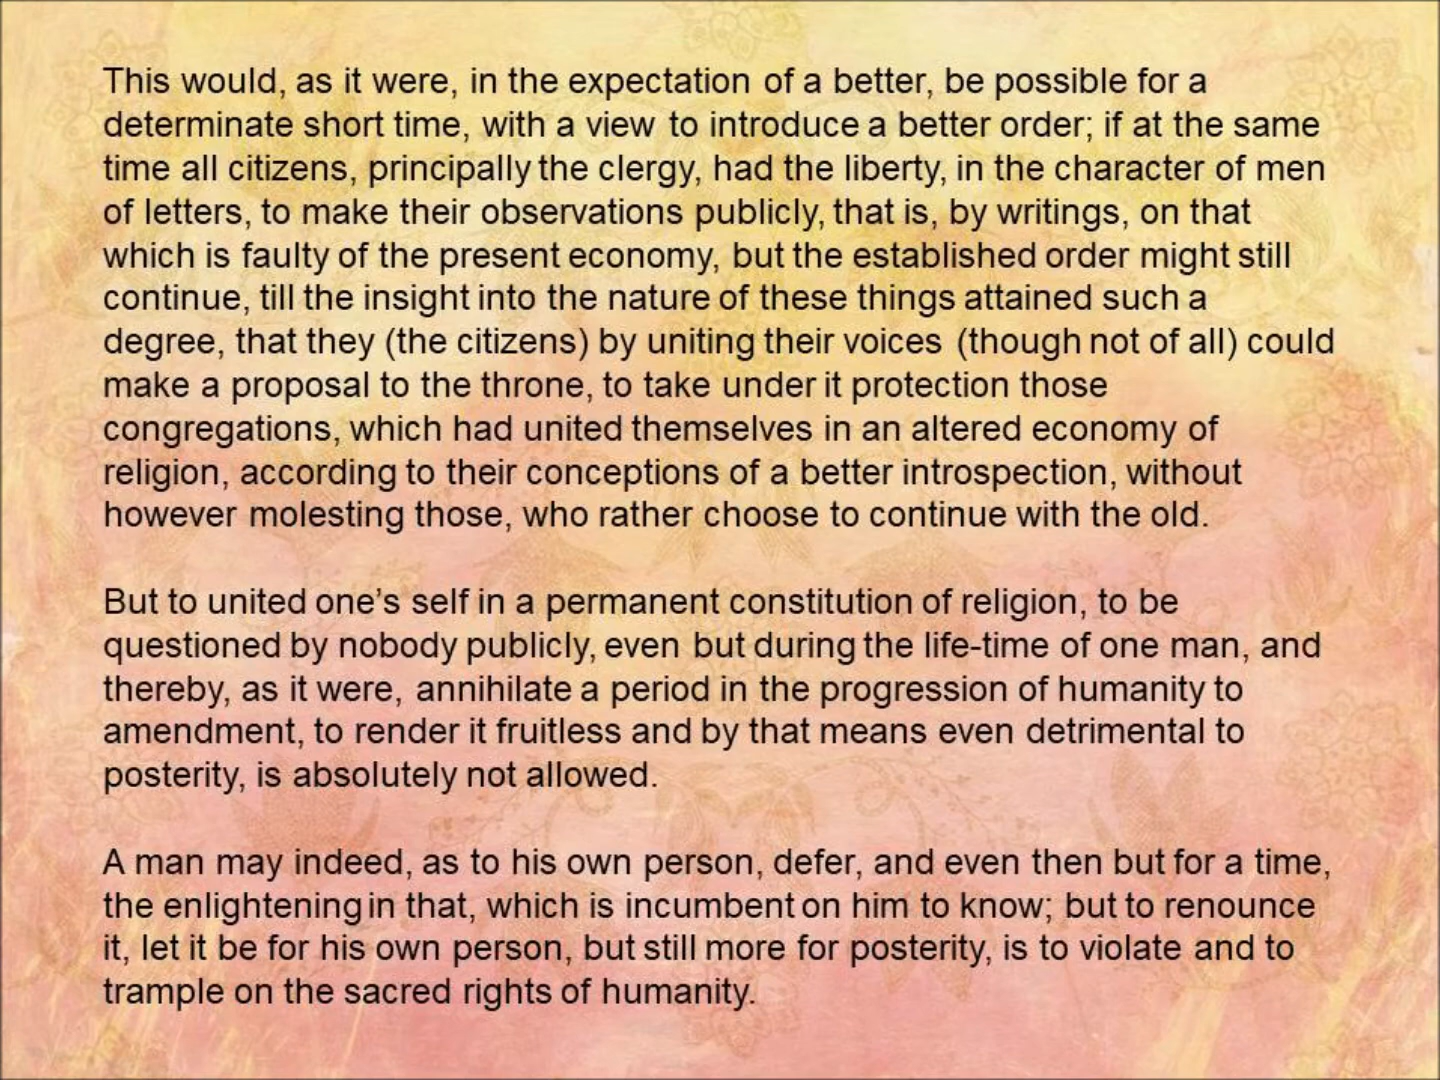 This would, as it were, in the expectation of a better, be possible for a
determinate short time, with a view to introduce a better order; if at the same
time all citizens, principally the clergy, had the liberty, in the character of men
of letters, to make their observations publicly, that is, by writings, on that
which is faulty of the present economy, but the established order might still
continue, till the insight into the nature of these things attained such a
degree, that they (the citizens) by uniting their voices (though not of all) could
make a proposal to the throne, to take under it protection those
congregations, which had united themselves in an altered economy of
religion, according to their conceptions of a better introspection, without
however molesting those, who rather choose to continue with the old.
But to united one's self in a permanent constitution of religion, to be
questioned by nobody publicly, even but during the life-time of one man, and
thereby, as it were, annihilate a period in the progression of humanity to
amendment, to render it fruitless and by that means even detrimental to
posterity, is absolutely not allowed.
A man may indeed, as to his own person, defer, and even then but for a time,
the enlightening in that, which is incumbent on him to know; but to renounce
it, let it be for his own person, but still more for posterity, is to violate and to
trample on the sacred rights of humanity.